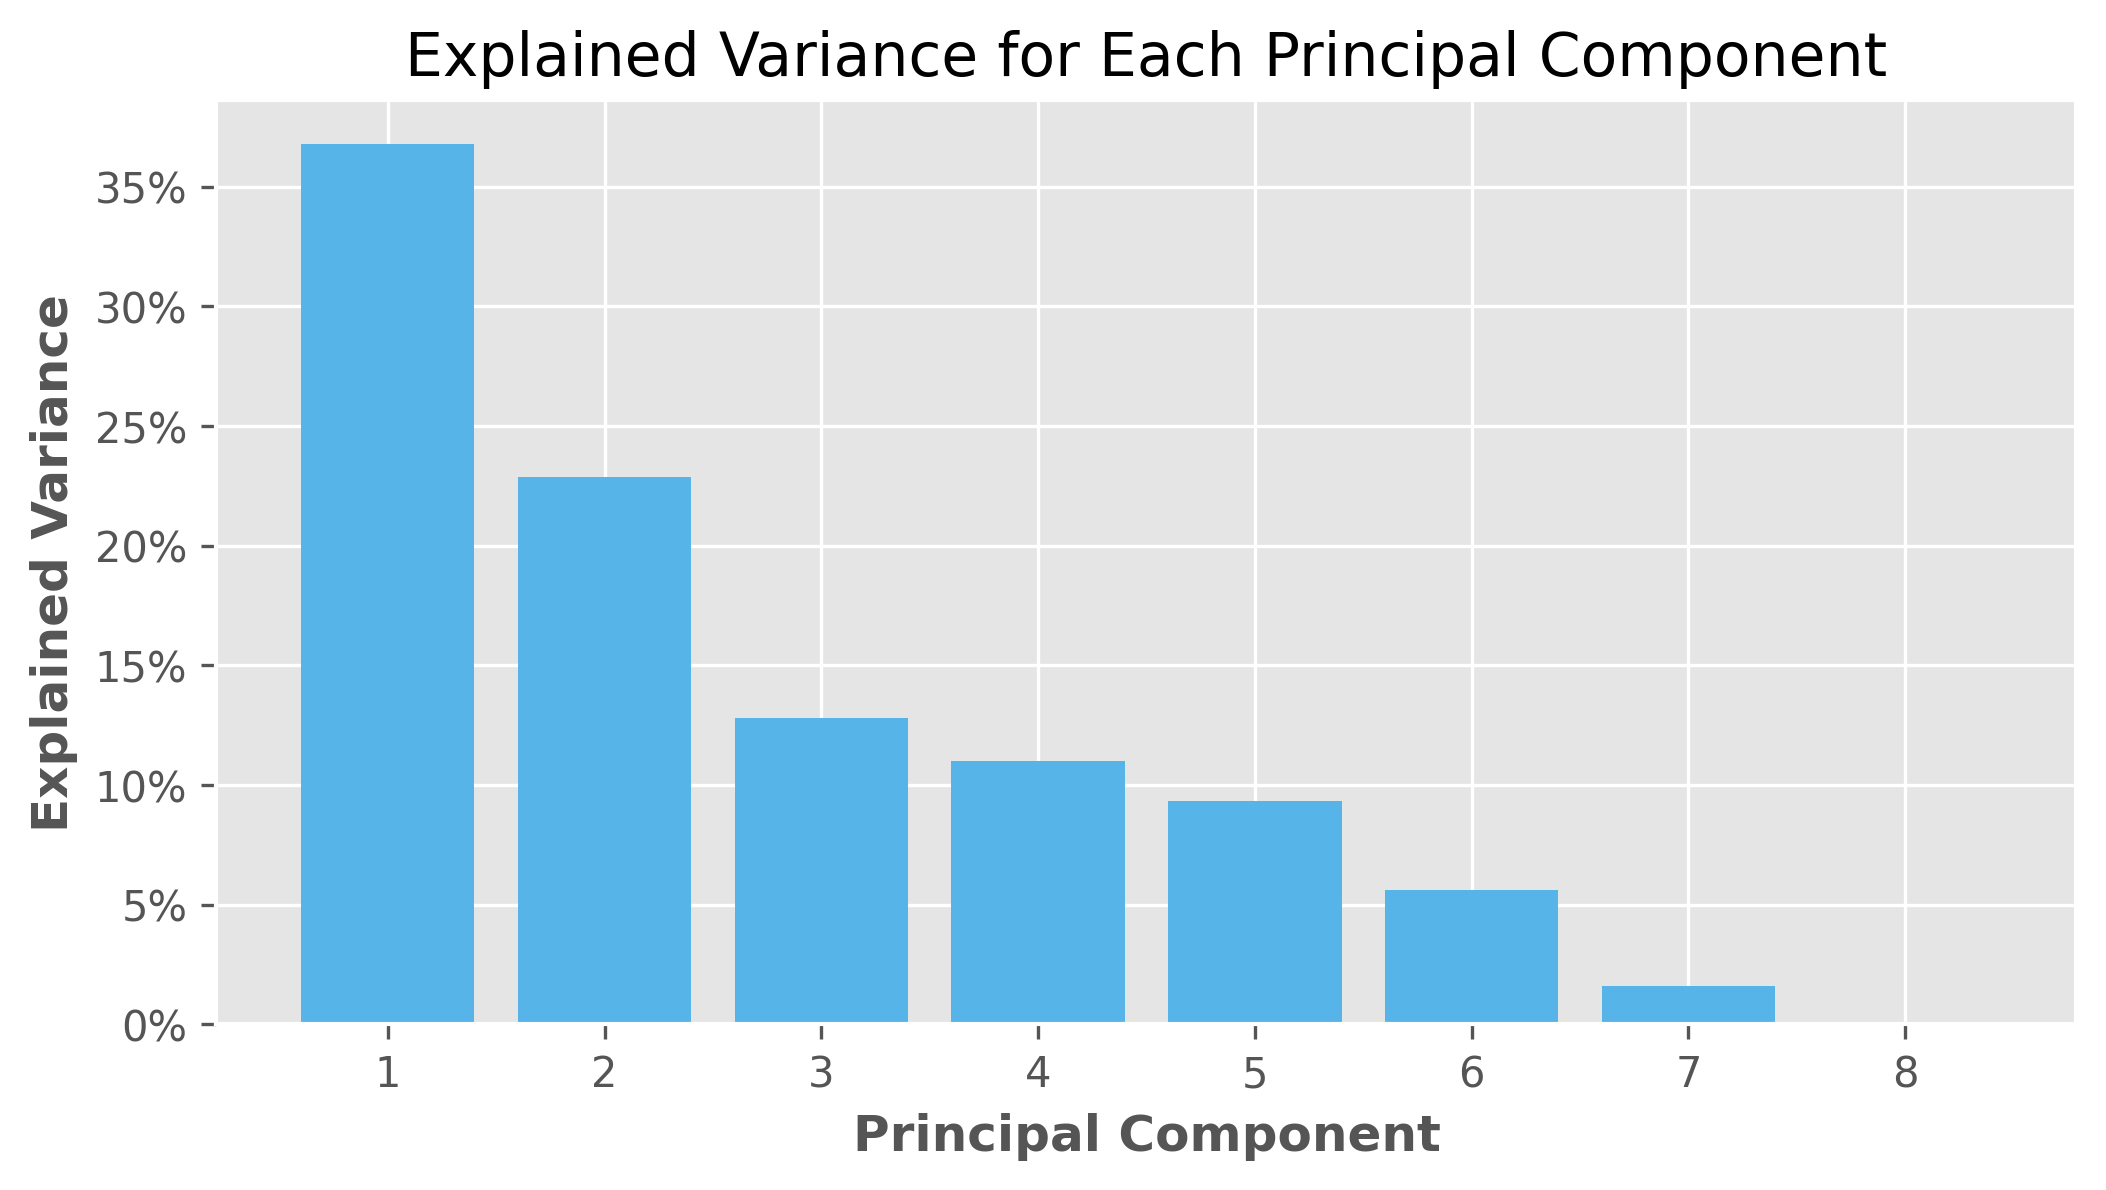 Explained Variance for Each Principal Component
Explained Variance
35%
30%
25%
20%
15%
10%
5%
0%
1 2 3 4 5 6 7 8
Principal Component